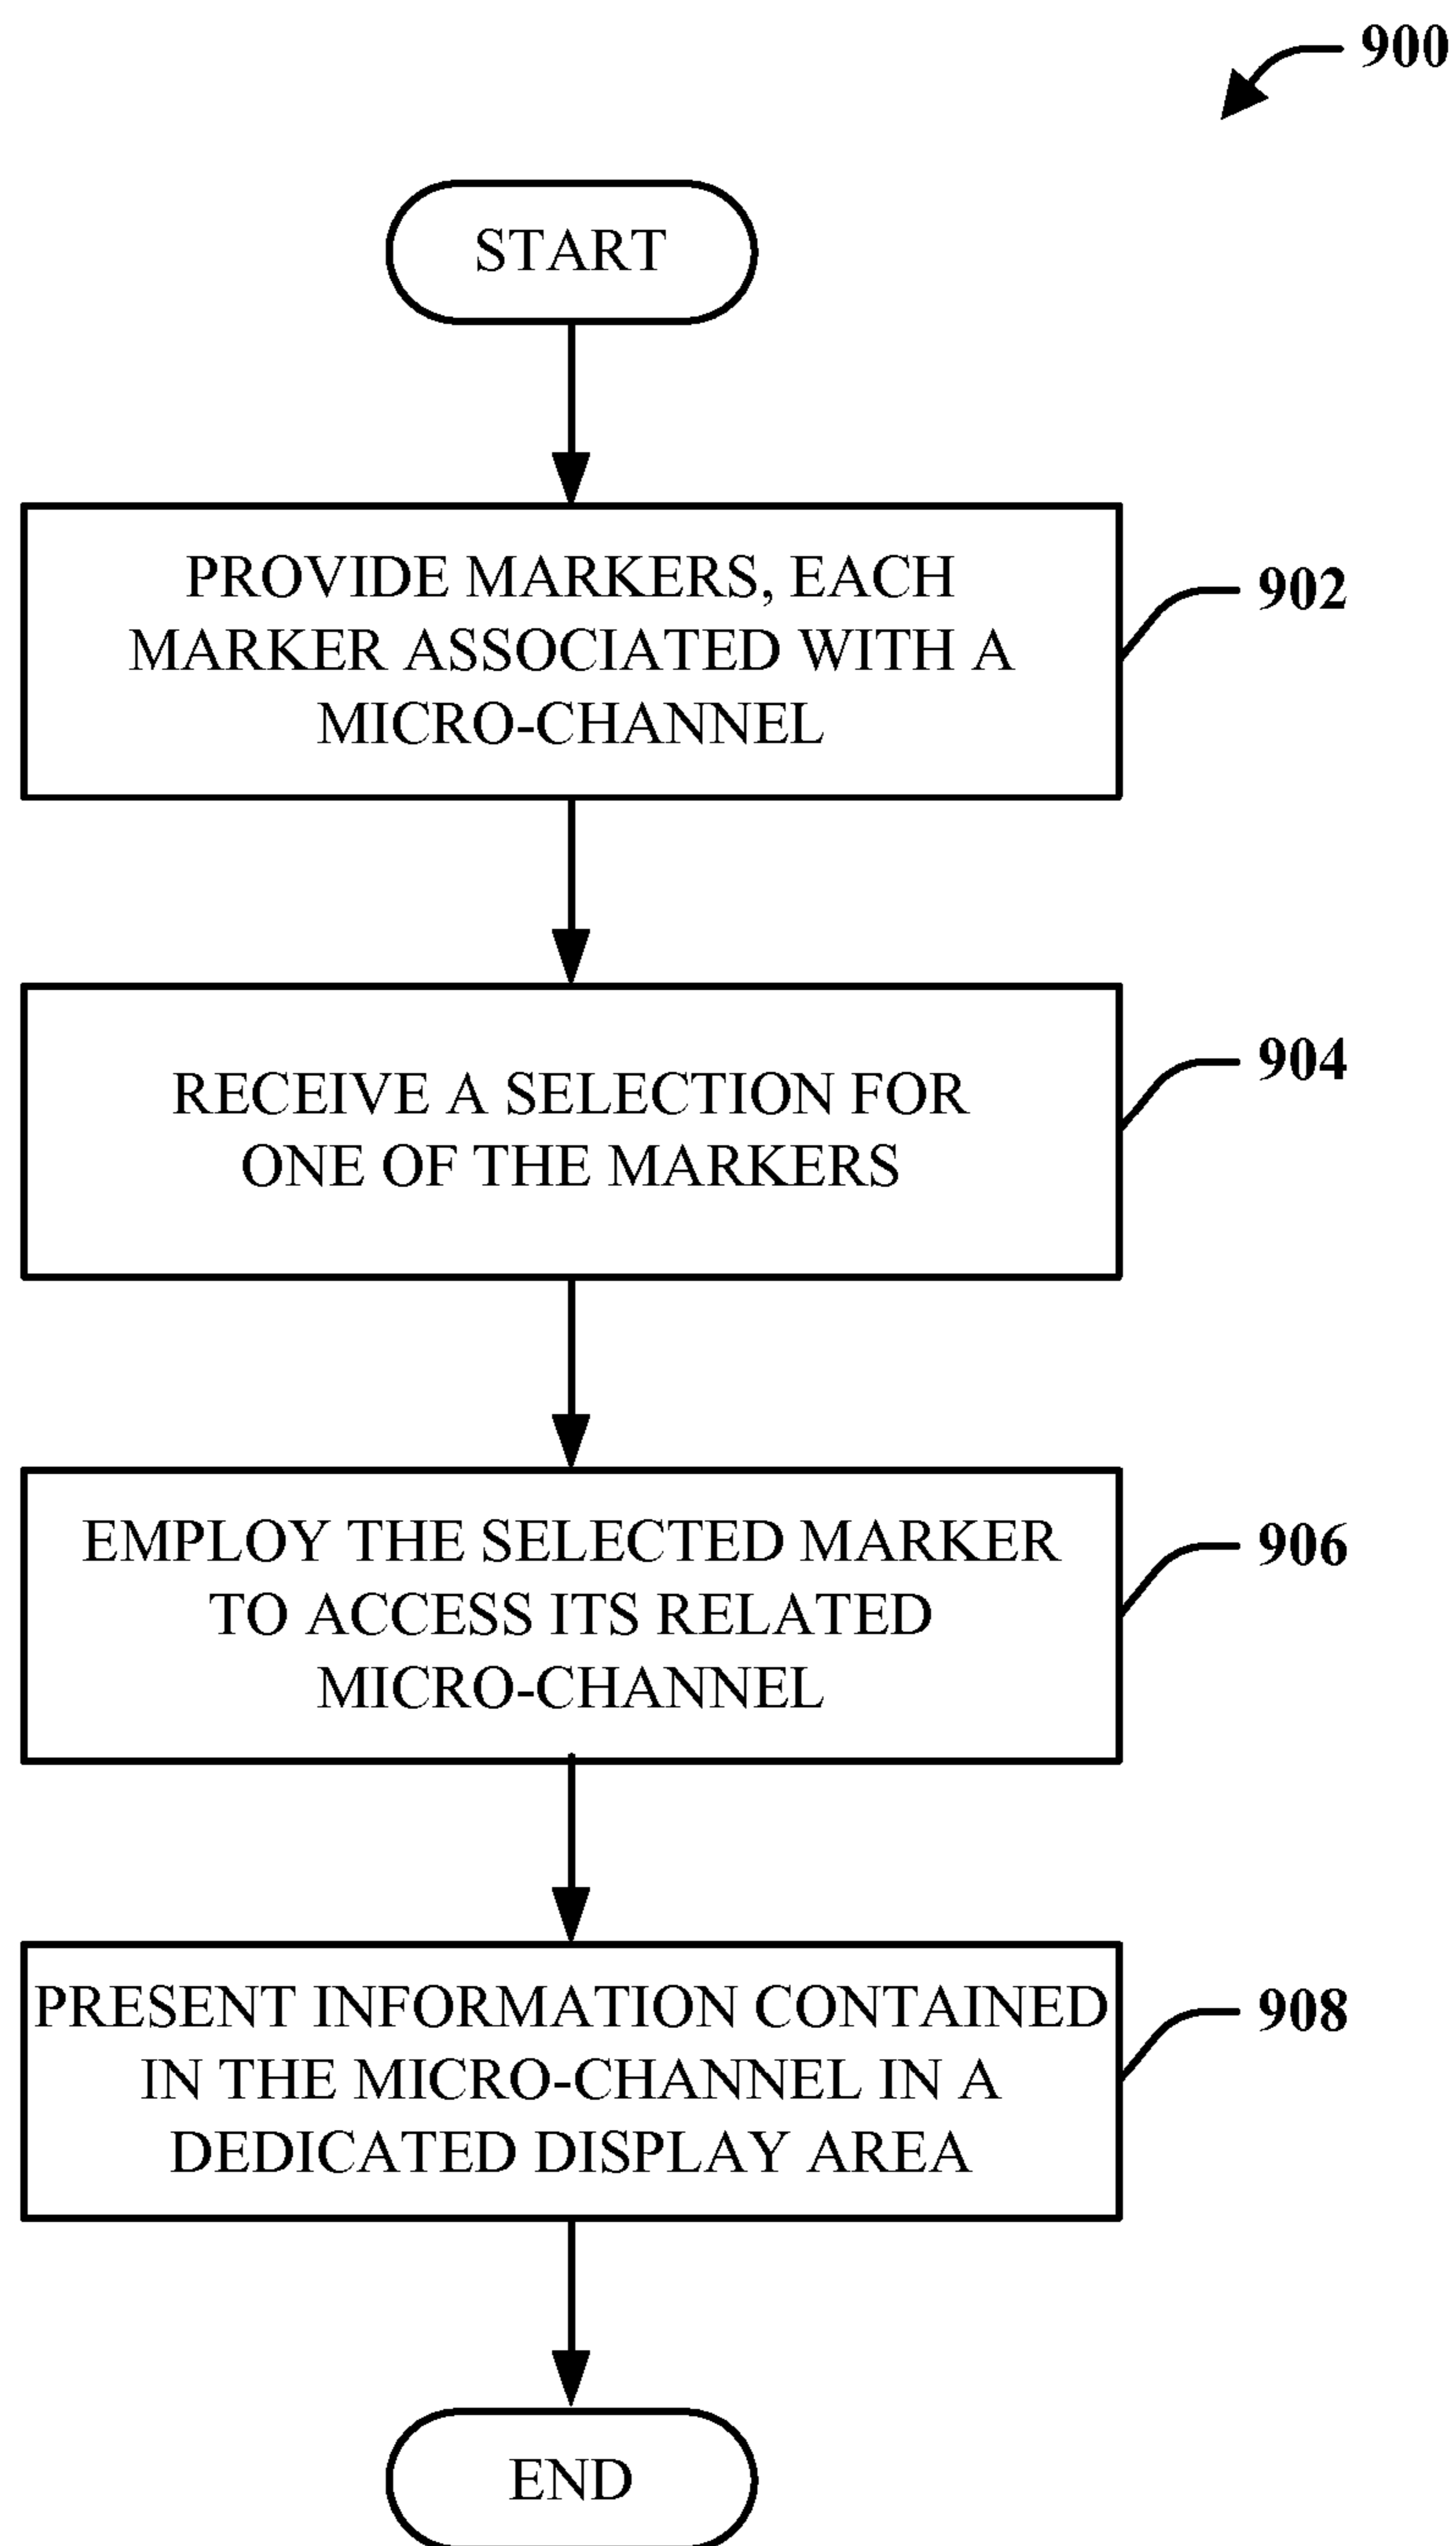 900
START
PROVIDE MARKERS, EACH
MARKER ASSOCIATED WITH A
MICRO-CHANNEL
902
RECEIVE A SELECTION FOR
ONE OF THE MARKERS
904
EMPLOY THE SELECTED MARKER
TO ACCESS ITS RELATED
MICRO-CHANNEL
906
PRESENT INFORMATION CONTAINED
IN THE MICRO-CHANNEL IN A
DEDICATED DISPLAY AREA
908
END